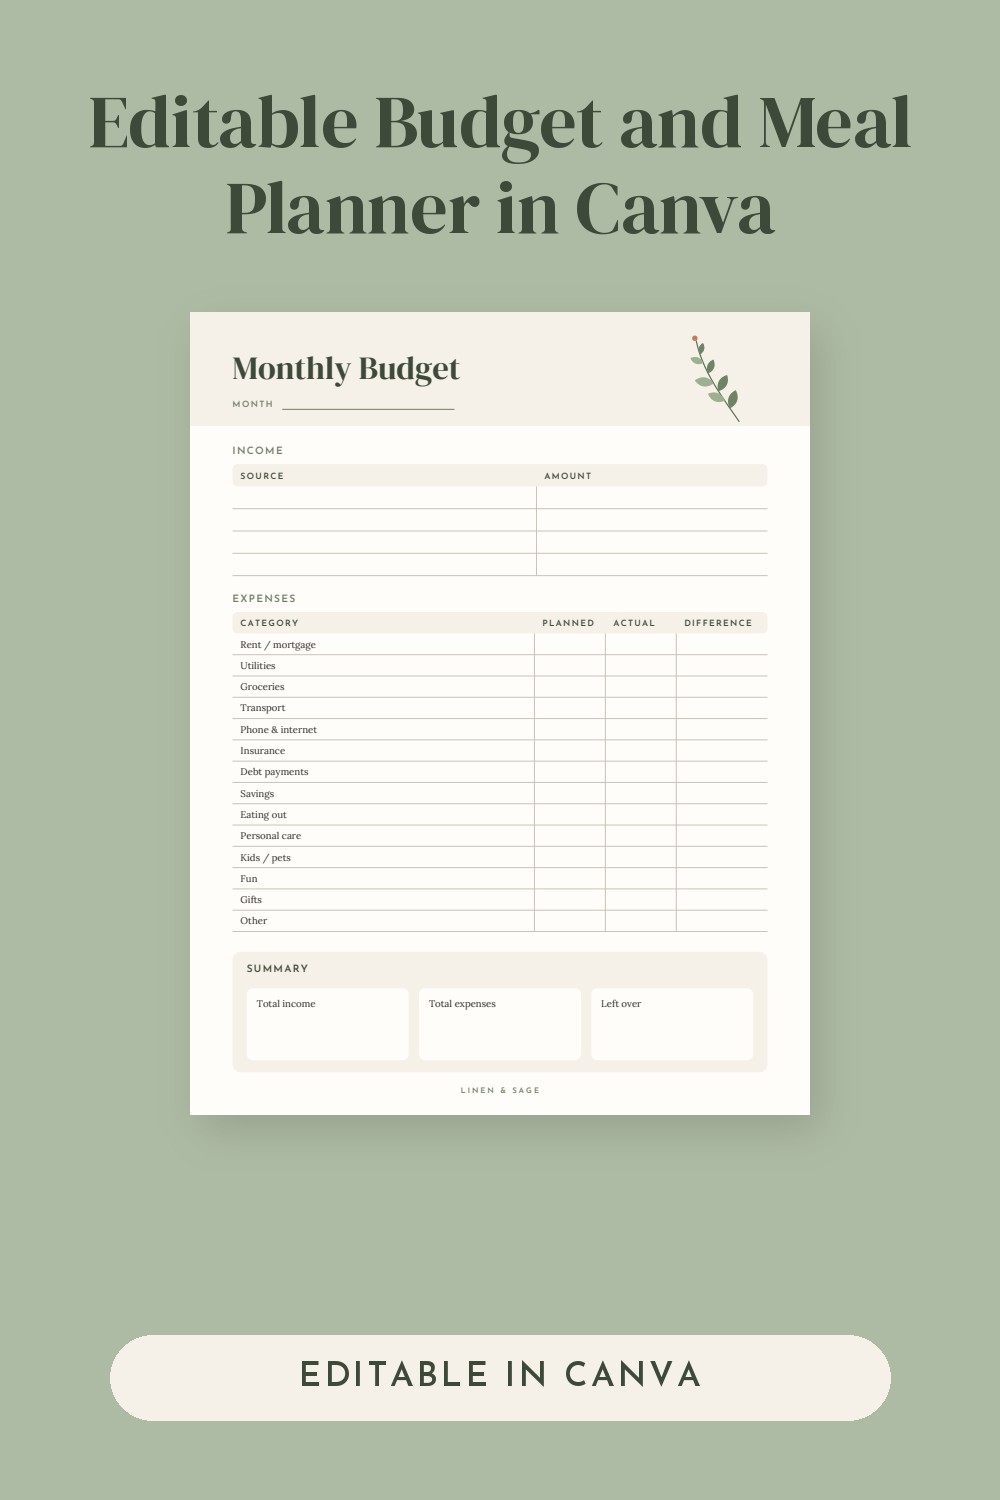 Editable Budget and Meal
Planner in Canva
Monthly Budget
MONTH
INCOME
SOURCE AMOUNT
EXPENSES
CATEGORY PLANNED ACTUAL DIFFERENCE
Rent / mortgage
Utilities
Groceries
Transport
Phone & internet
Insurance
Debt payments
Savings
Eating out
Personal care
Kids / pets
Fun
Gifts
Other
SUMMARY
Total income Total expenses Left over
LINEN & SAGE
EDITABLE IN CANVA